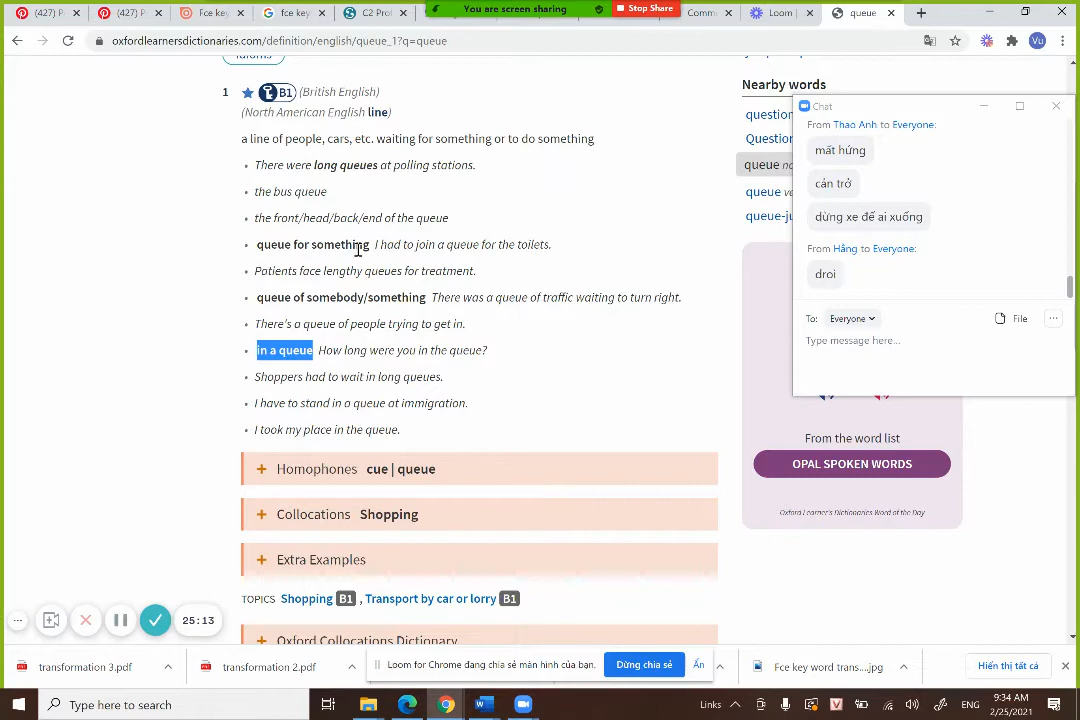 (427) P
(427) P
Fce key
fce key
C2 Prof
You are screen sharing
Stop Share
Commu
Loom |
queue
oxfordlearnersdictionaries.com/definition/english/queue_1?q=queue
Vu
Idioms
1 B1 (British English)
(North American English line)
a line of people, cars, etc. waiting for something or to do something
There were long queues at polling stations.
the bus queue
the front/head/back/end of the queue
queue for something I had to join a queue for the toilets.
Patients face lengthy queues for treatment.
queue of somebody/something There was a queue of traffic waiting to turn right.
There's a queue of people trying to get in.
in a queue How long were you in the queue?
Shoppers had to wait in long queues.
I have to stand in a queue at immigration.
I took my place in the queue.
+ Homophones cue | queue
+ Collocations Shopping
+ Extra Examples
TOPICS Shopping B1 , Transport by car or lorry B1
+ Oxford Collocations Dictionary
Nearby words
question
Question
queue no
queue ve
queue-ju
Chat
From Thao Anh to Everyone:
mất hứng
cản trở
dừng xe để ai xuống
From Hằng to Everyone:
droi
To: Everyone
File
Type message here...
From the word list
OPAL SPOKEN WORDS
Oxford Learner's Dictionaries Word of the Day
25:13
transformation 3.pdf
transformation 2.pdf
Loom for Chrome đang chia sẻ màn hình của bạn.
Dừng chia sẻ
Ẩn
Fce key word trans....jpg
Hiển thị tất cả
Type here to search
Links
ENG
9:34 AM
2/25/2021